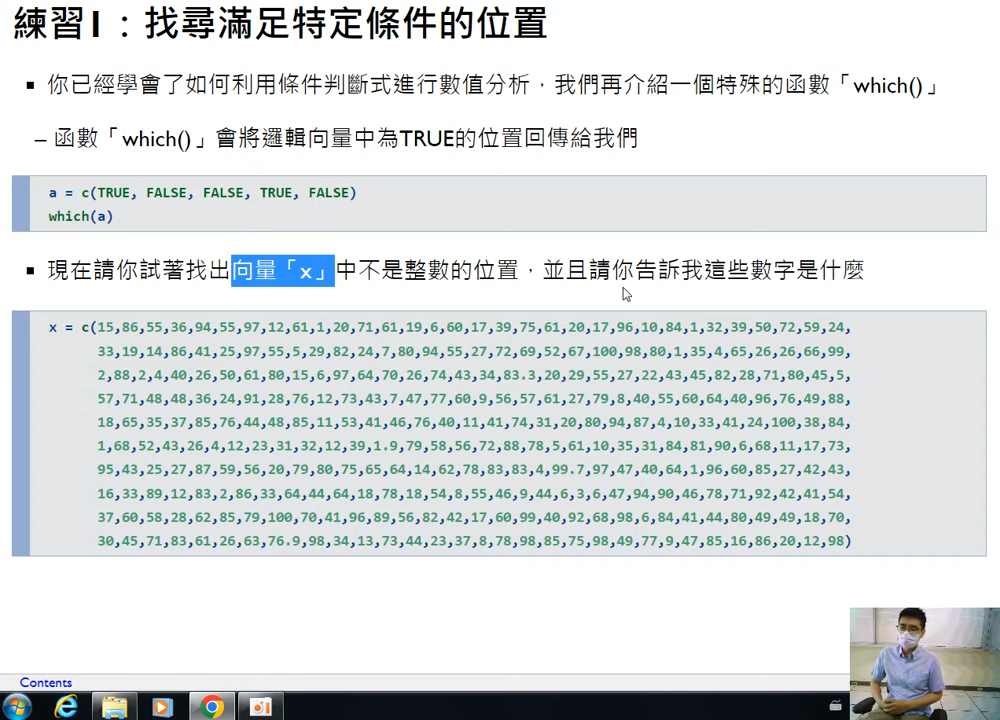 練習1：找尋滿足特定條件的位置
▪ 你已經學會了如何利用條件判斷式進行數值分析，我們再介紹一個特殊的函數「which()」
– 函數「which()」會將邏輯向量中為TRUE的位置回傳給我們
a = c(TRUE, FALSE, FALSE, TRUE, FALSE)
which(a)
▪ 現在請你試著找出向量「x」中不是整數的位置，並且請你告訴我這些數字是什麼
x = c(15,86,55,36,94,55,97,12,61,1,20,71,61,19,6,60,17,39,75,61,20,17,96,10,84,1,32,39,50,72,59,24,
33,19,14,86,41,25,97,55,5,29,82,24,7,80,94,55,27,72,69,52,67,100,98,80,1,35,4,65,26,26,66,99,
2,88,2,4,40,26,50,61,80,15,6,97,64,70,26,74,43,34,83.3,20,29,55,27,22,43,45,82,28,71,80,45,5,
57,71,48,48,36,24,91,28,76,12,73,43,7,47,77,60,9,56,57,61,27,79,8,40,55,60,64,40,96,76,49,88,
18,65,35,37,85,76,44,48,85,11,53,41,46,76,40,11,41,74,31,20,80,94,87,4,10,33,41,24,100,38,84,
1,68,52,43,26,4,12,23,31,32,12,39,1.9,79,58,56,72,88,78,5,61,10,35,31,84,81,90,6,68,11,17,73,
95,43,25,27,87,59,56,20,79,80,75,65,64,14,62,78,83,83,4,99.7,97,47,40,64,1,96,60,85,27,42,43,
16,33,89,12,83,2,86,33,64,44,64,18,78,18,54,8,55,46,9,44,6,3,6,47,94,90,46,78,71,92,42,41,54,
37,60,58,28,62,85,79,100,70,41,96,89,56,82,42,17,60,99,40,92,68,98,6,84,41,44,80,49,49,18,70,
30,45,71,83,61,26,63,76.9,98,34,13,73,44,23,37,8,78,98,85,75,98,49,77,9,47,85,16,86,20,12,98)
Contents